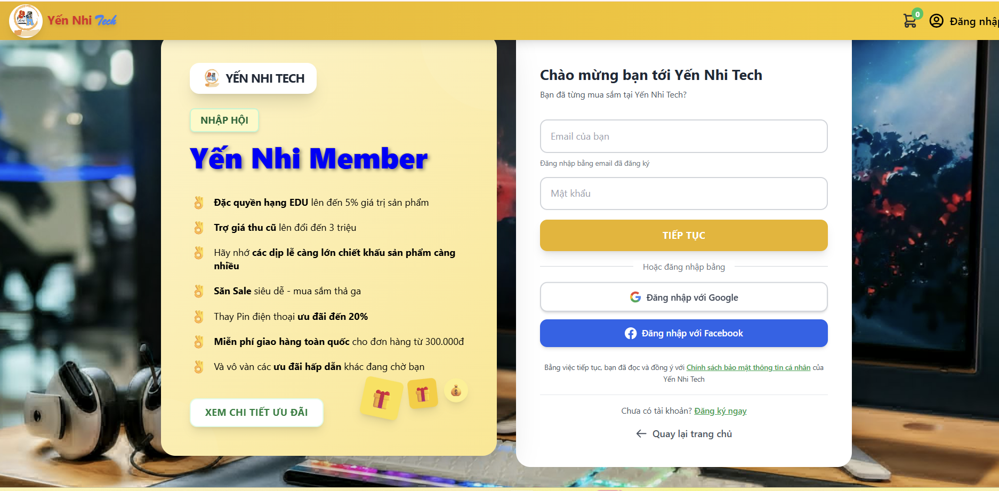 Yến Nhi Tech
0
Đăng nhập
YẾN NHI TECH
NHẬP HỘI
Yến Nhi Member
Đặc quyền hạng EDU lên đến 5% giá trị sản phẩm
Trợ giá thu cũ lên đổi đến 3 triệu
Hãy nhớ các dịp lễ càng lớn chiết khấu sản phẩm càng
nhiều
Săn Sale siêu dễ - mua sắm thả ga
Thay Pin điện thoại ưu đãi đến 20%
Miễn phí giao hàng toàn quốc cho đơn hàng từ 300.000đ
Và vô vàn các ưu đãi hấp dẫn khác đang chờ bạn
XEM CHI TIẾT ƯU ĐÃI
Chào mừng bạn tới Yến Nhi Tech
Bạn đã từng mua sắm tại Yến Nhi Tech?
Email của bạn
Đăng nhập bằng email đã đăng ký
Mật khẩu
TIẾP TỤC
Hoặc đăng nhập bằng
Đăng nhập với Google
Đăng nhập với Facebook
Bằng việc tiếp tục, bạn đã đọc và đồng ý với Chính sách bảo mật thông tin cá nhân của
Yến Nhi Tech
Chưa có tài khoản? Đăng ký ngay
Quay lại trang chủ